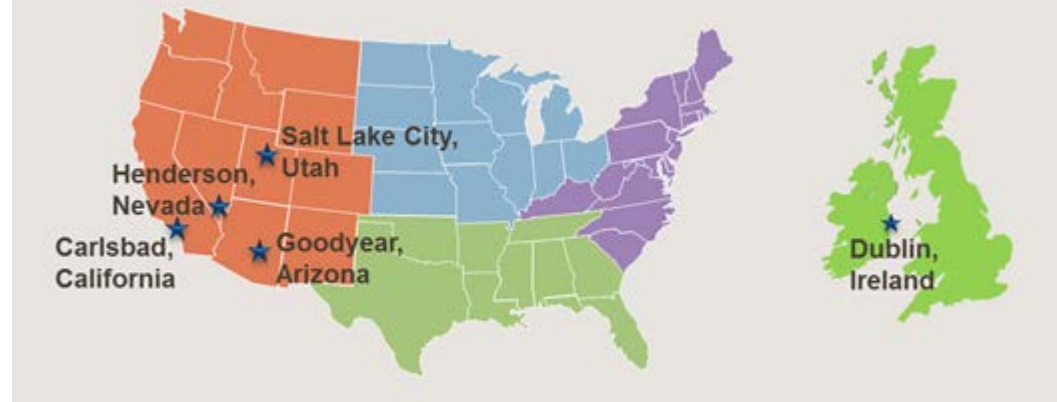 Salt Lake City,
Utah
Henderson,
Nevada
Carlsbad,
California
Goodyear,
Arizona
Dublin,
Ireland